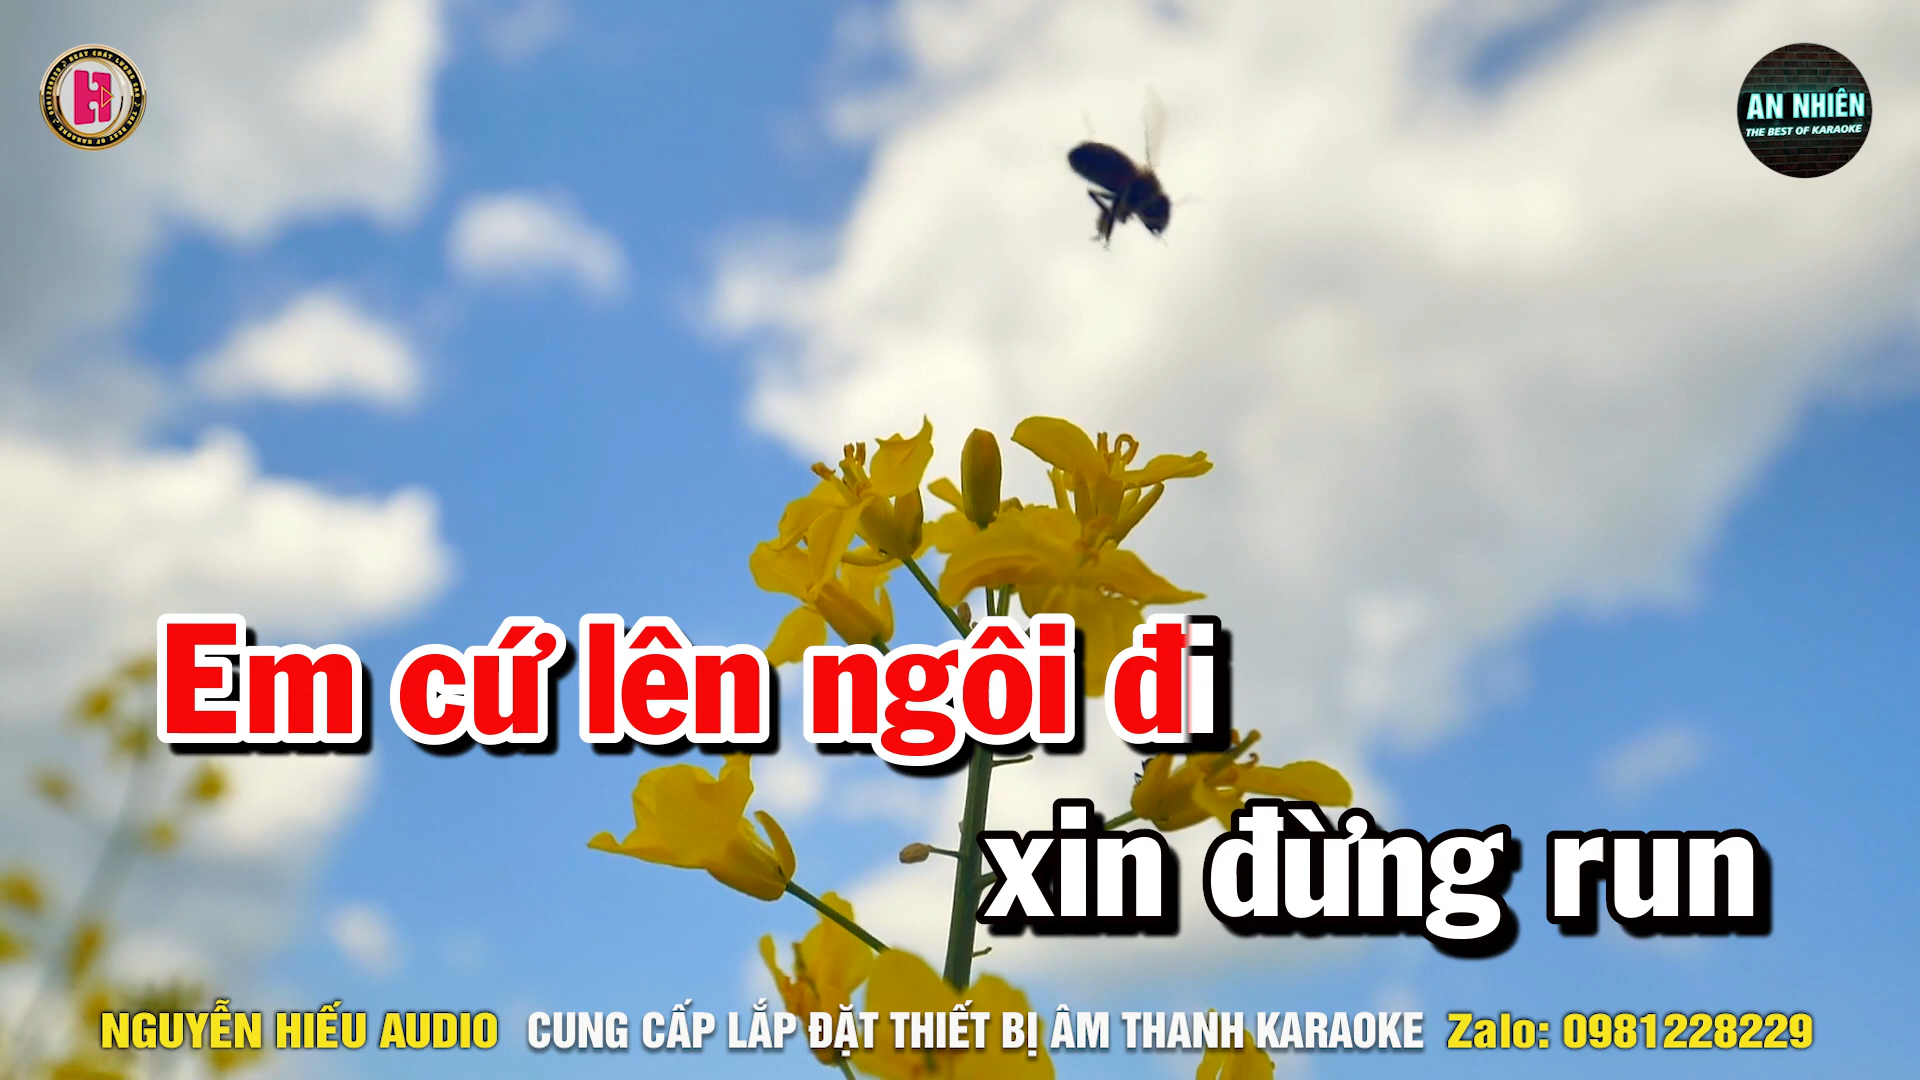 AN NHIÊN
THE BEST OF KARAOKE
Em cứ lên ngôi đi
xin đừng run
NGUYỄN HIẾU AUDIO CUNG CẤP LẮP ĐẶT THIẾT BỊ ÂM THANH KARAOKE Zalo: 0981228229